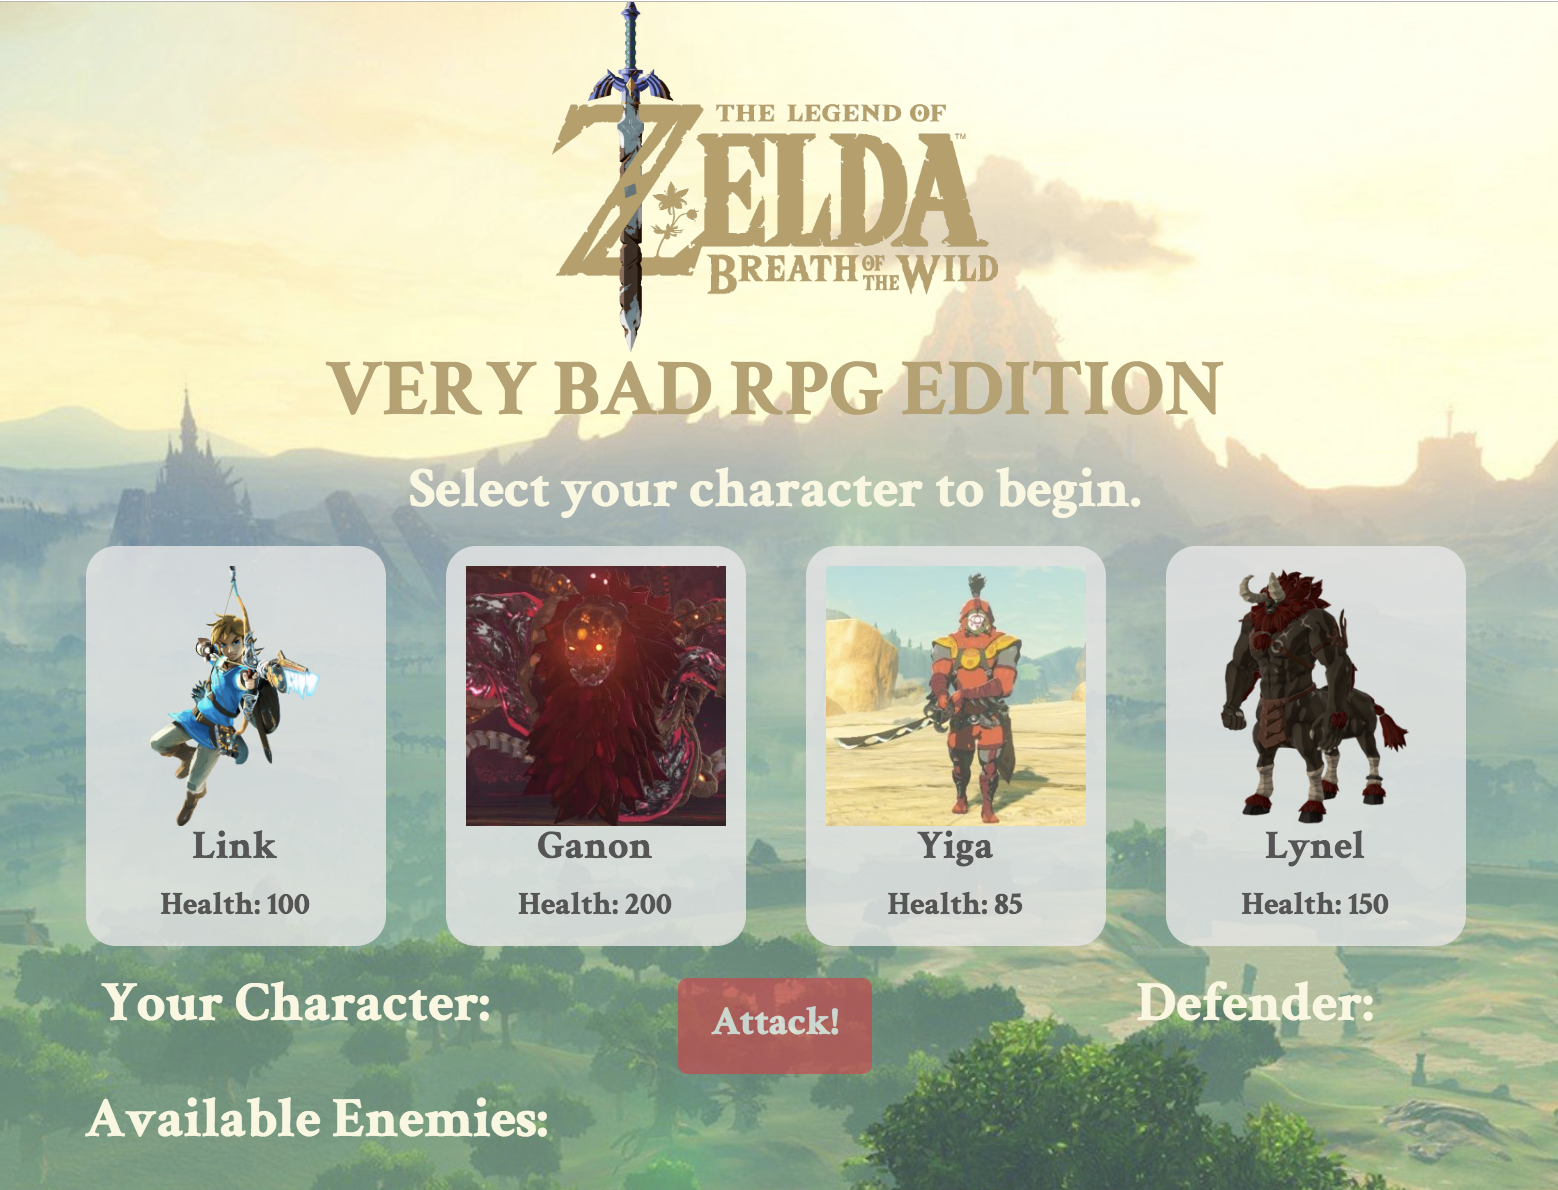 THE LEGEND OF
ZELDA™
BREATH OF THE WILD
VERY BAD RPG EDITION
Select your character to begin.
Link
Health: 100
Ganon
Health: 200
Yiga
Health: 85
Lynel
Health: 150
Your Character:
Attack!
Defender:
Available Enemies: